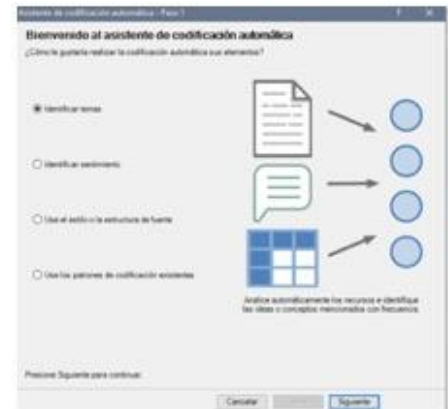 Asistente de codificación automática - Paso 1
Bienvenido al asistente de codificación automática
¿Cómo le gustaría realizar la codificación automática sus elementos?
Identificar temas
Identificar sentimiento
Use el estilo o la estructura de fuente
Use los patrones de codificación existentes
Analice automáticamente los recursos e identifique
las ideas o conceptos mencionados con frecuencia.
Presione Siguiente para continuar.
Cancelar
Siguiente